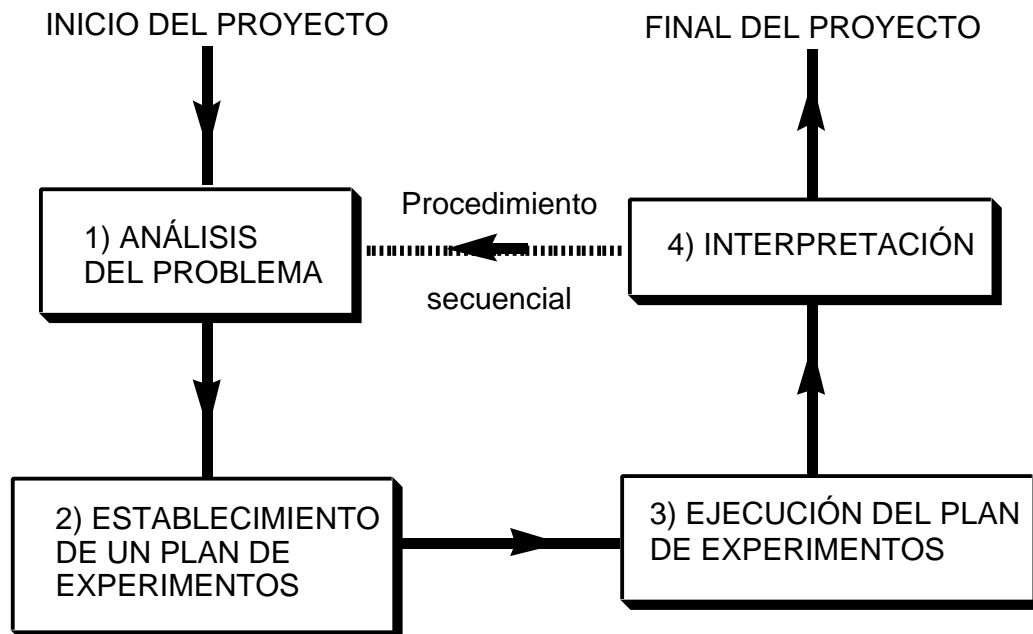 INICIO DEL PROYECTO
FINAL DEL PROYECTO
1) ANÁLISIS
DEL PROBLEMA
Procedimiento
secuencial
4) INTERPRETACIÓN
2) ESTABLECIMIENTO
DE UN PLAN DE
EXPERIMENTOS
3) EJECUCIÓN DEL PLAN
DE EXPERIMENTOS